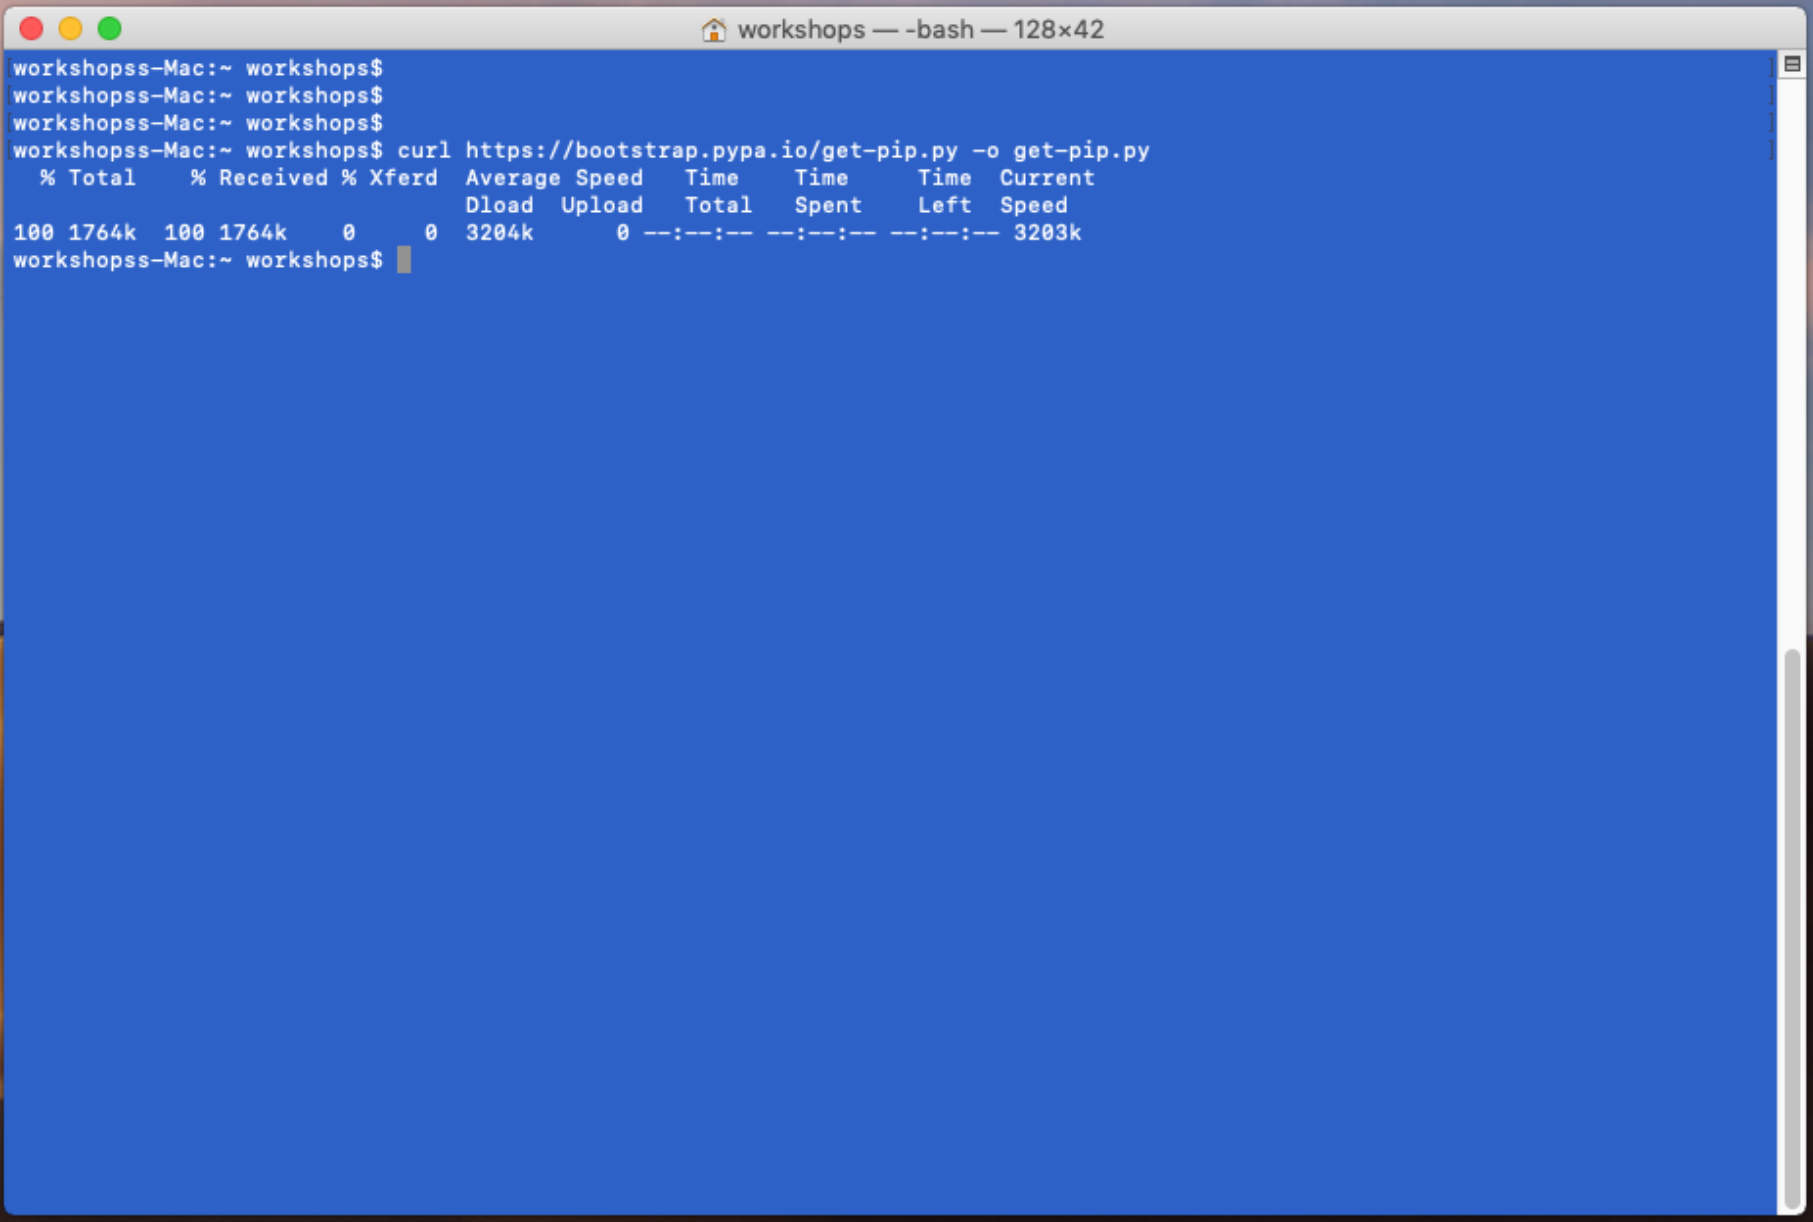 workshops — -bash — 128×42
workshopss-Mac:~ workshops$
workshopss-Mac:~ workshops$
workshopss-Mac:~ workshops$
workshopss-Mac:~ workshops$ curl https://bootstrap.pypa.io/get-pip.py -o get-pip.py
  % Total    % Received % Xferd  Average Speed   Time    Time     Time  Current
                                 Dload  Upload   Total   Spent    Left  Speed
100 1764k  100 1764k    0     0  3204k      0 --:--:-- --:--:-- --:--:-- 3203k
workshopss-Mac:~ workshops$